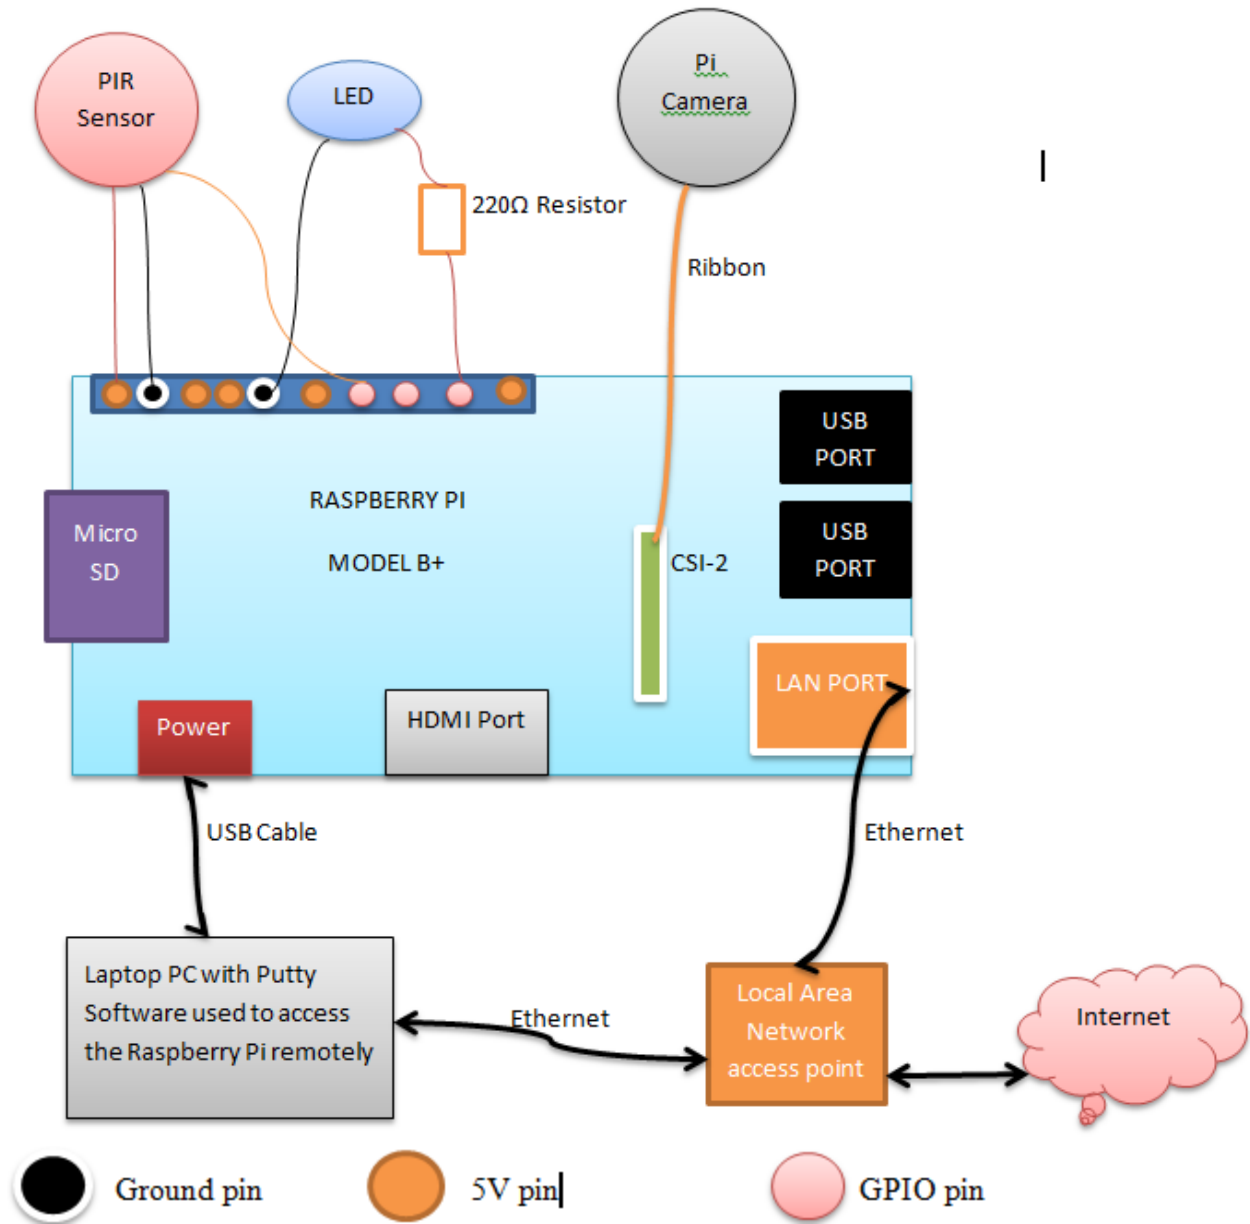 PIR
Sensor
LED
Pi
Camera
220Ω Resistor
Ribbon
USB
PORT
RASPBERRY PI
MODEL B+
Micro
SD
CSI-2
USB
PORT
LAN PORT
Power
HDMI Port
USB Cable
Ethernet
Laptop PC with Putty
Software used to access
the Raspberry Pi remotely
Ethernet
Local Area
Network
access point
Internet
Ground pin
5V pin
GPIO pin